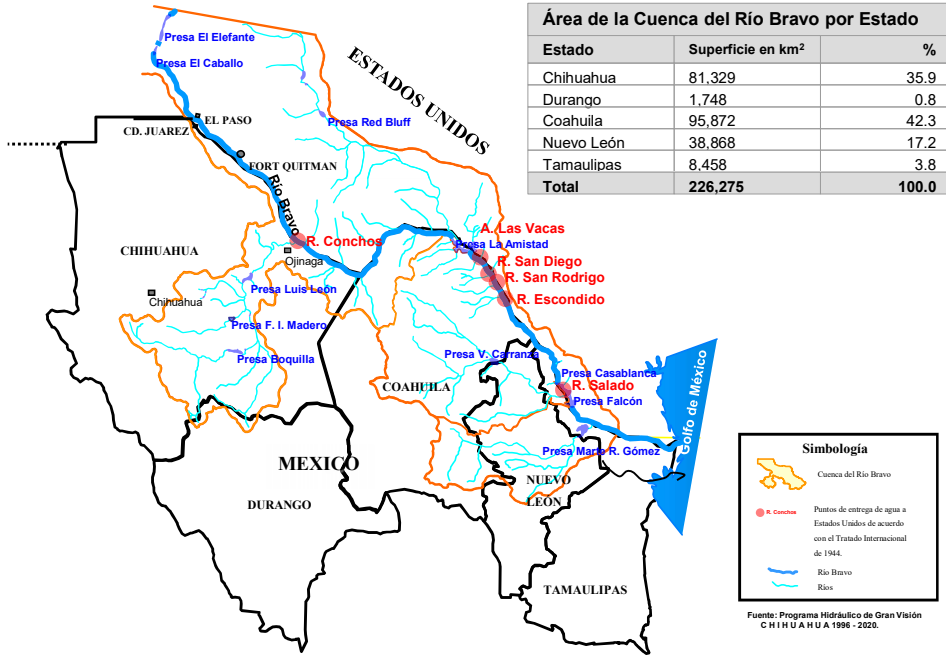 Área de la Cuenca del Río Bravo por Estado
Estado Superficie en km² %
Chihuahua 81,329 35.9
Durango 1,748 0.8
Coahuila 95,872 42.3
Nuevo León 38,868 17.2
Tamaulipas 8,458 3.8
Total 226,275 100.0
Presa El Elefante
Presa El Caballo
ESTADOS UNIDOS
EL PASO
CD. JUAREZ
Presa Red Bluff
FORT QUITMAN
Río Bravo
R. Conchos
Ojinaga
CHIHUAHUA
A. Las Vacas
Presa La Amistad
R. San Diego
R. San Rodrigo
R. Escondido
Presa Luis León
Chihuahua
Presa F. I. Madero
Presa Boquilla
Presa V. Carranza
COAHUILA
Presa Casablanca
R. Salado
Presa Falcón
Golfo de México
Presa Marte R. Gómez
MEXICO
NUEVO
LEÓN
DURANGO
TAMAULIPAS
Simbología
Cuenca del Río Bravo
R. Conchos
Puntos de entrega de agua a
Estados Unidos de acuerdo
con el Tratado Internacional
de 1944.
Río Bravo
Ríos
Fuente: Programa Hidráulico de Gran Visión
C H I H U A H U A 1996 - 2020.